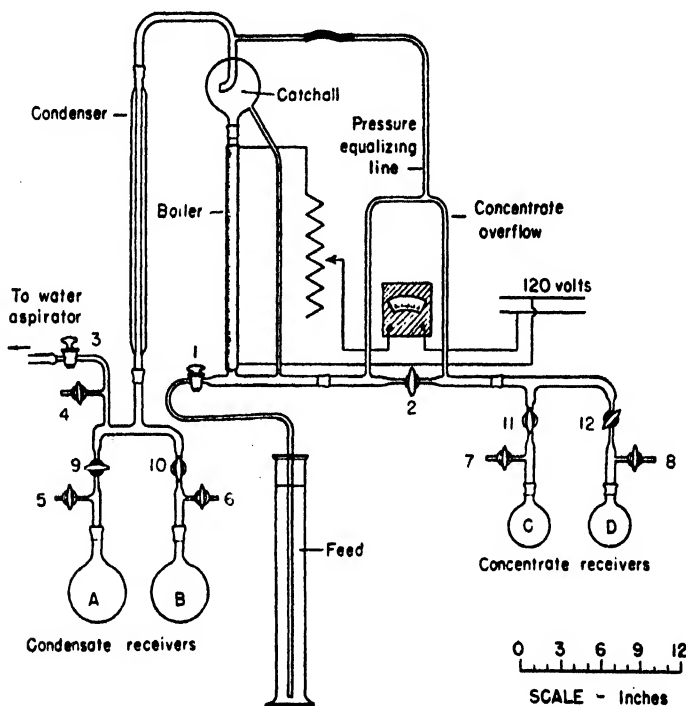 Catchall
Condenser
Pressure
equalizing
line
Boiler
Concentrate
overflow
To water
aspirator
120 volts
3
1
4
2
11
12
9
10
7
8
5
6
C
D
Feed
A
B
Concentrate receivers
Condensate receivers
0 3 6 9 12
SCALE - Inches